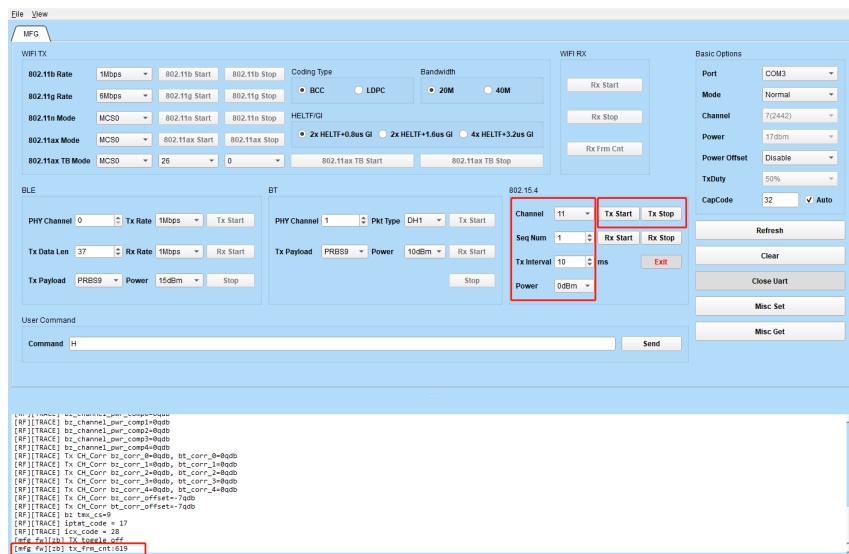 File View
MFG
WIFI TX
802.11b Rate 1Mbps 802.11b Start 802.11b Stop
802.11g Rate 6Mbps 802.11g Start 802.11g Stop
802.11n Mode MCS0 802.11n Start 802.11n Stop
802.11ax Mode MCS0 802.11ax Start 802.11ax Stop
802.11ax TB Mode MCS0 26 0 802.11ax TB Start 802.11ax TB Stop
Coding Type
BCC LDPC
Bandwidth
20M 40M
HELTF/GI
2x HELTF+0.8us GI 2x HELTF+1.6us GI 4x HELTF+3.2us GI
WIFI RX
Rx Start
Rx Stop
Rx Frm Cnt
Basic Options
Port COM3
Mode Normal
Channel 7(2442)
Power 17dbm
Power Offset Disable
TxDuty 50%
CapCode 32 Auto
BLE
PHY Channel 0 Tx Rate 1Mbps Tx Start
Tx Data Len 37 Rx Rate 1Mbps Rx Start
Tx Payload PRBS9 Power 15dBm Stop
BT
PHY Channel 1 Pkt Type DH1 Tx Start
Tx Payload PRBS9 Power 10dBm Rx Start
Stop
802.15.4
Channel 11 Tx Start Tx Stop
Seq Num 1 Rx Start Rx Stop
Tx Interval 10 ms Exit
Power 0dBm
Refresh
Clear
Close Uart
Misc Set
Misc Get
User Command
Command H Send
[RF][TRACE] bz_channel_pwr_comp0=0qdb
[RF][TRACE] bz_channel_pwr_comp1=0qdb
[RF][TRACE] bz_channel_pwr_comp2=0qdb
[RF][TRACE] bz_channel_pwr_comp3=0qdb
[RF][TRACE] bz_channel_pwr_comp4=0qdb
[RF][TRACE] Tx CH_Corr bz_corr_0=0qdb, bt_corr_0=0qdb
[RF][TRACE] Tx CH_Corr bz_corr_1=0qdb, bt_corr_1=0qdb
[RF][TRACE] Tx CH_Corr bz_corr_2=0qdb, bt_corr_2=0qdb
[RF][TRACE] Tx CH_Corr bz_corr_3=0qdb, bt_corr_3=0qdb
[RF][TRACE] Tx CH_Corr bz_corr_4=0qdb, bt_corr_4=0qdb
[RF][TRACE] Tx CH_Corr bz_corr_offset=-7qdb
[RF][TRACE] Tx CH_Corr bt_corr_offset=-7qdb
[RF][TRACE] bz tmx_cs=9
[RF][TRACE] iptat_code = 17
[RF][TRACE] icx_code = 28
[mfg fw][zb] TX toggle off
[mfg fw][zb] tx_frm_cnt:619